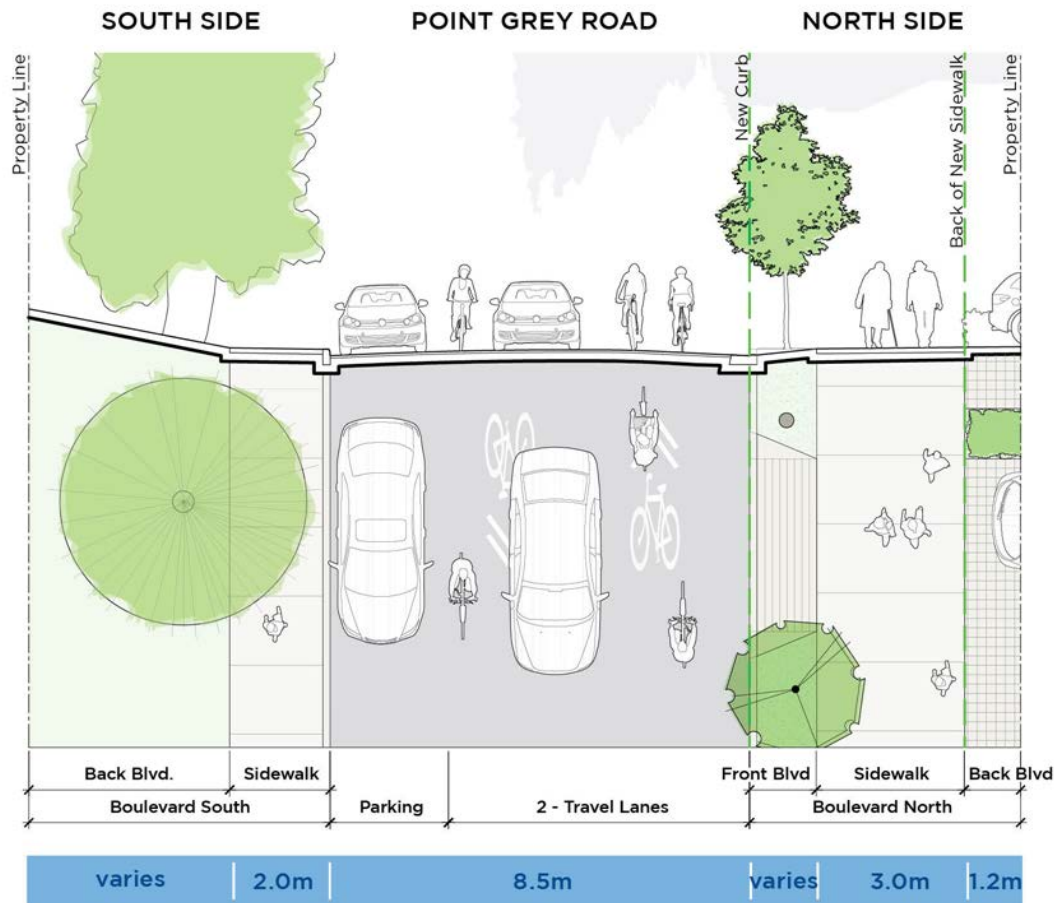 SOUTH SIDE
POINT GREY ROAD
NORTH SIDE
Property Line
New Curb
Back of New Sidewalk
Property Line
Back Blvd.
Sidewalk
Front Blvd
Sidewalk
Back Blvd
Boulevard South
Parking
2 - Travel Lanes
Boulevard North
varies
2.0m
8.5m
varies
3.0m
1.2m